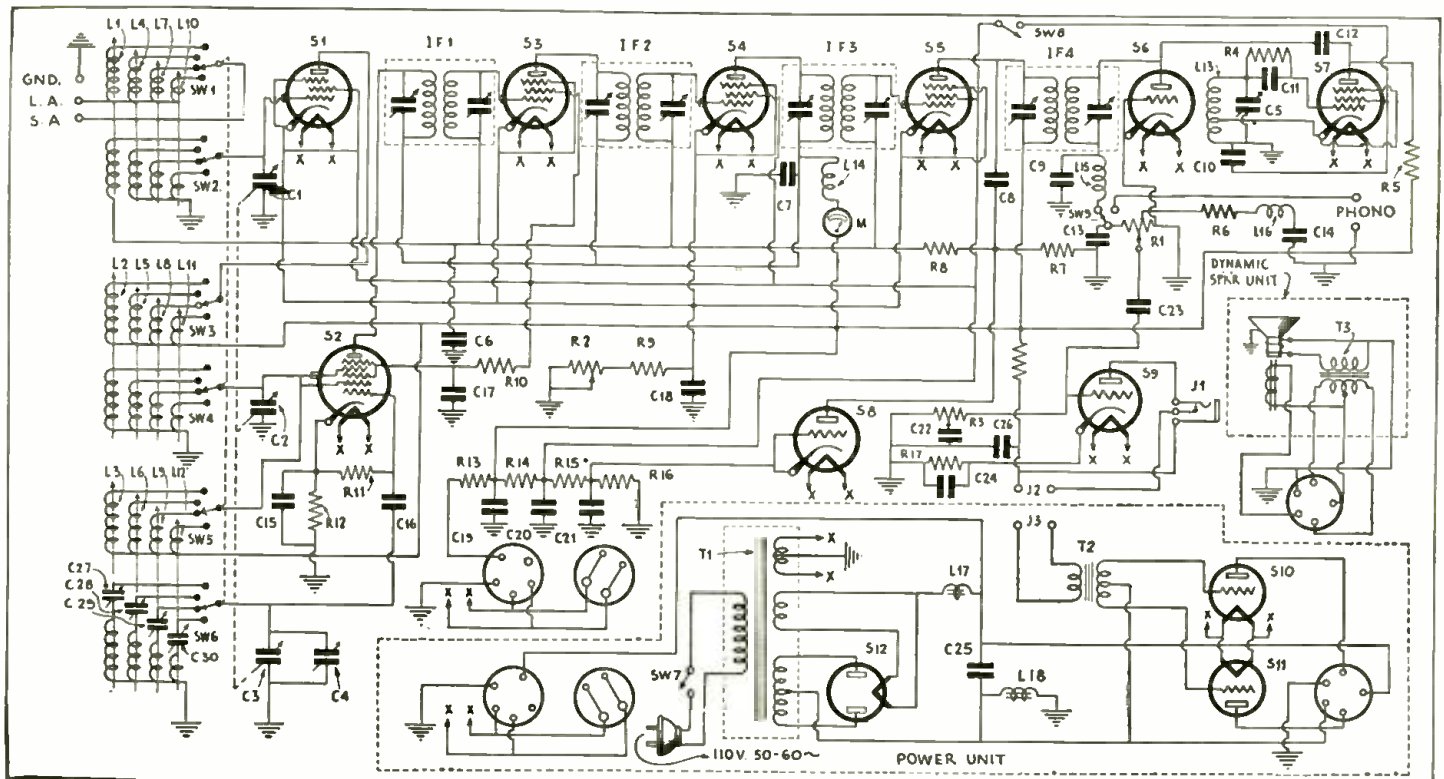 L1 L4 L7 L10
S1
IF1
S3
IF2
S4
IF3
S5
SW8
IF4
S6
C12
R4
L13
S7
GND.
L.A.
S.A
SW1
C11
C5
X X
X X
X X
X X
X X
X X
SW2.
C1
C7
L14
M
C8
C9
L15
C10
R5
SW9
C13
R1
R6
L16
C14
PHONO
R8
R7
L2 L5 L8 L11
SW3
C23
DYNAMIC
SPKR UNIT
T3
S2
C6
R2
R9
R10
C17
C18
S9
J1
SW4
C2
X X
S8
R3
C22
C26
X X
R17
C24
L3 L6 L9
R11
R13 R14 R15 R16
X X
J2
SW5
C15
R12
C16
C19 C20 C21
J3
T1
X
X
T2
C27
C28
C29
SW6
C30
L17
S10
X X
X X
C3
C4
SW7
S12
C25
L18
S11
X X
110V. 50-60~
POWER UNIT